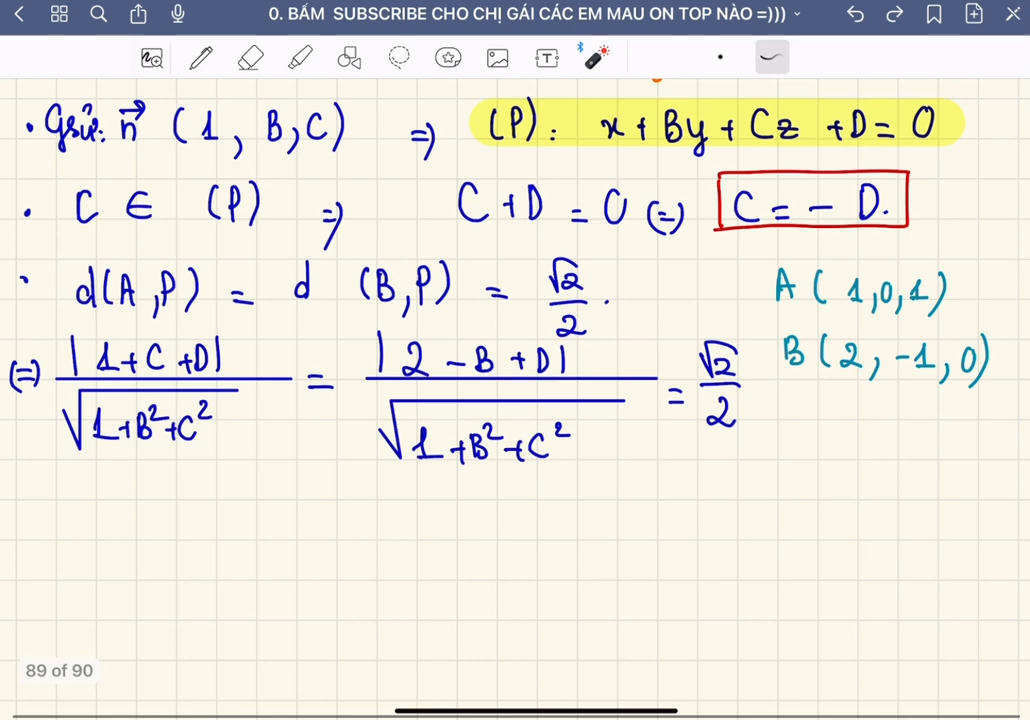 0. BẤM SUBSCRIBE CHO CHỊ GÁI CÁC EM MAU ON TOP NÀO =)))
• Gsử: n⃗ (1, B, C) => (P): x + By + Cz + D = 0
• C ∈ (P) => C + D = 0 (=) C = - D.
• d(A,P) = d (B,P) = √2/2.
A (1,0,1)
(=) |1+C+D|/√(1+B²+C²) = |2 - B + D|/√(1+B²+C²) = √2/2
B (2, -1, 0)
89 of 90